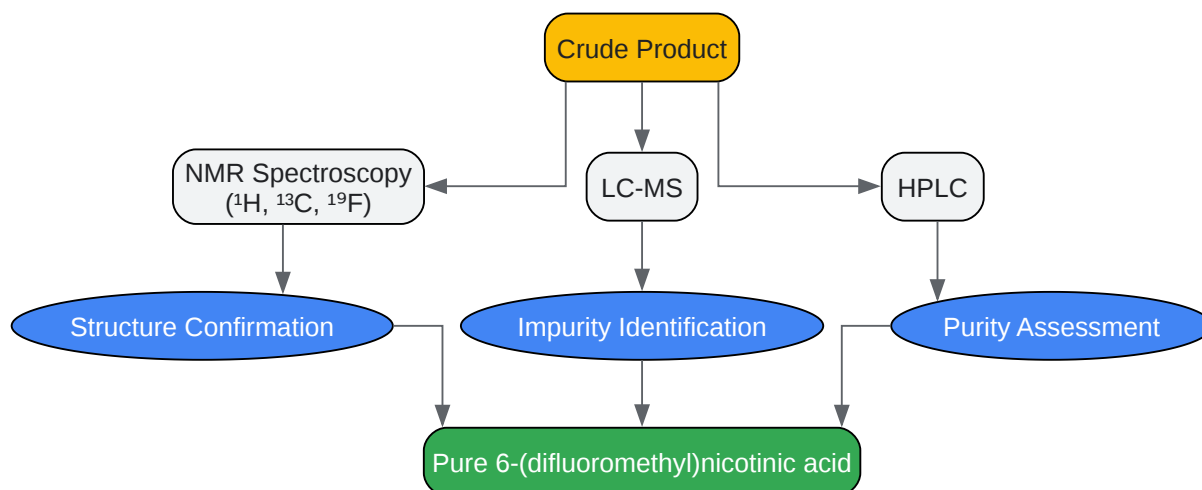 Crude Product
NMR Spectroscopy
(¹H, ¹³C, ¹⁹F)
LC-MS
HPLC
Structure Confirmation
Impurity Identification
Purity Assessment
Pure 6-(difluoromethyl)nicotinic acid